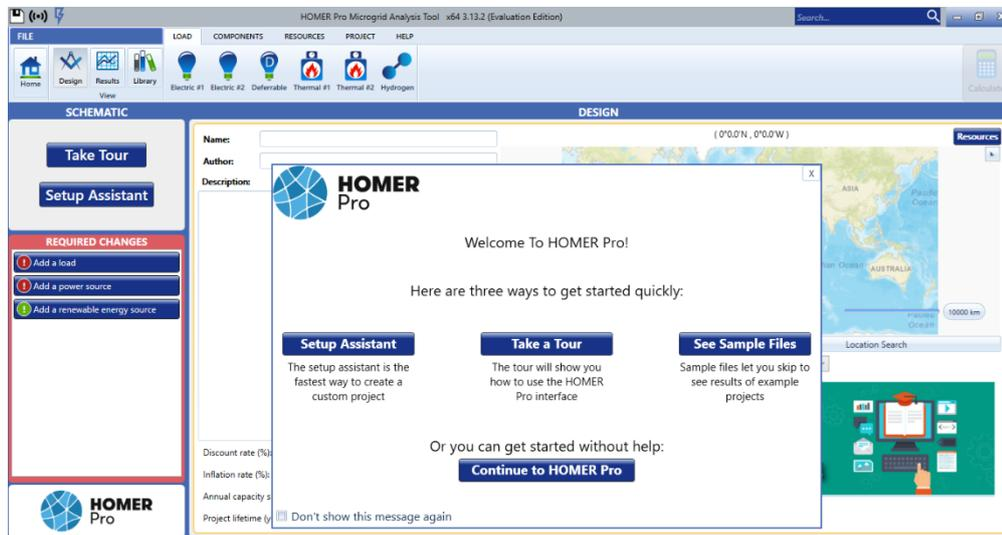 HOMER Pro Microgrid Analysis Tool x64 3.13.2 (Evaluation Edition)
Search...
FILE
LOAD
COMPONENTS
RESOURCES
PROJECT
HELP
Home
Design
Results
Library
View
Electric #1
Electric #2
Deferrable
Thermal #1
Thermal #2
Hydrogen
Calculate
SCHEMATIC
DESIGN
Take Tour
Setup Assistant
REQUIRED CHANGES
Add a load
Add a power source
Add a renewable energy source
HOMER
Pro
Name:
Author:
Description:
( 0°0.0'N , 0°0.0'W )
Resources
ASIA
Pacific
Ocean
Ocean
AUSTRALIA
Ocean
10000 km
Location Search
Discount rate (%):
Inflation rate (%):
Annual capacity s
Project lifetime (y
X
HOMER
Pro
Welcome To HOMER Pro!
Here are three ways to get started quickly:
Setup Assistant
The setup assistant is the
fastest way to create a
custom project
Take a Tour
The tour will show you
how to use the HOMER
Pro interface
See Sample Files
Sample files let you skip to
see results of example
projects
Or you can get started without help:
Continue to HOMER Pro
Don't show this message again